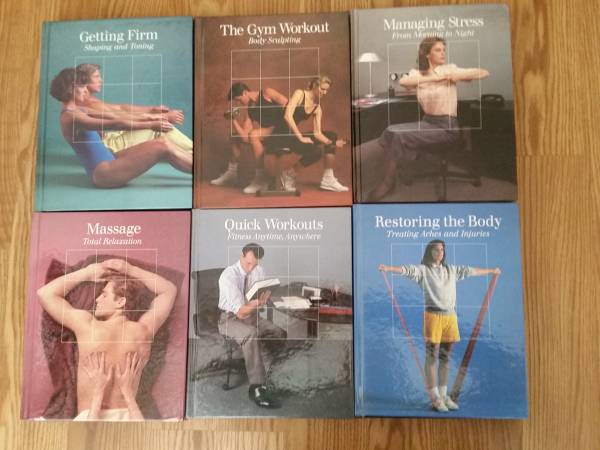 Getting Firm
Shaping and Toning
The Gym Workout
Body Sculpting
Managing Stress
From Morning to Night
Massage
Total Relaxation
Quick Workouts
Fitness Anytime, Anywhere
Restoring the Body
Treating Aches and Injuries